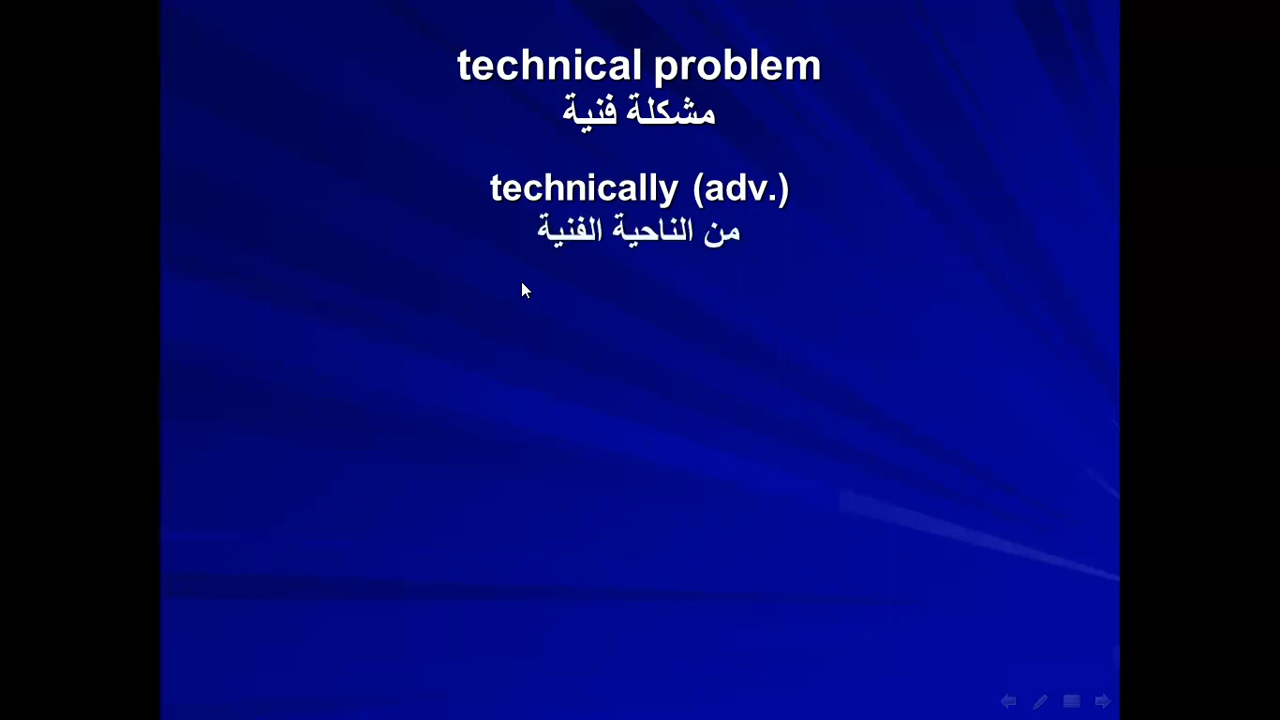 technical problem
مشكلة فنية
technically (adv.)
من الناحية الفنية